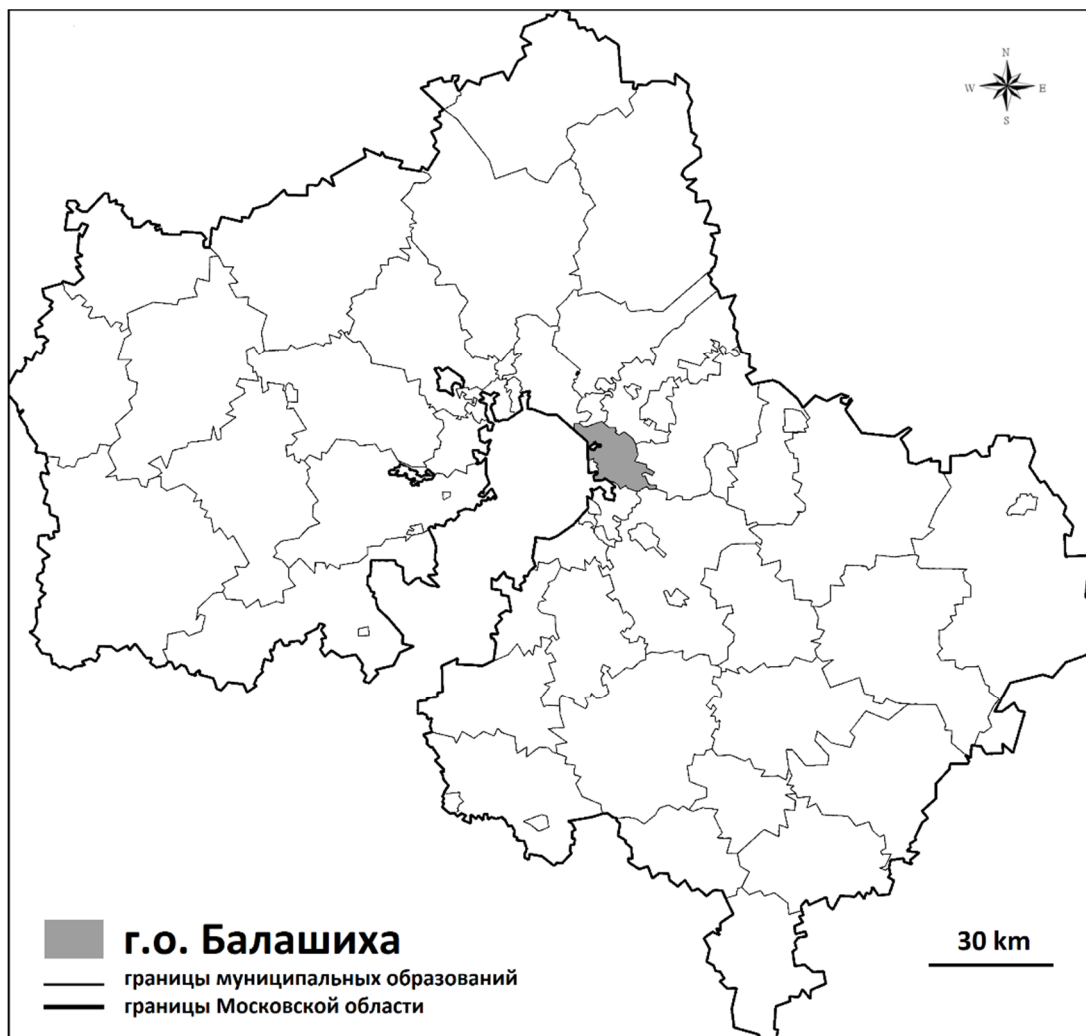 N
W E
S
г.о. Балашиха
границы муниципальных образований
границы Московской области
30 km